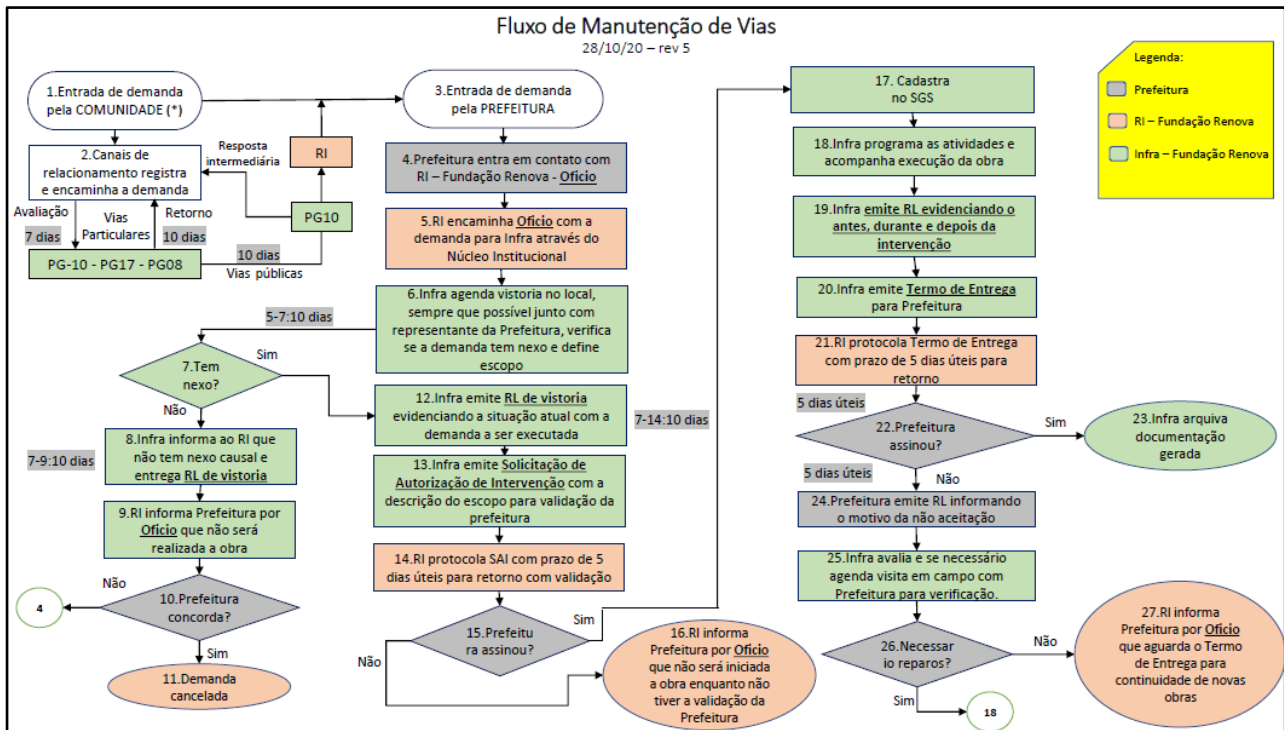 Fluxo de Manutenção de Vias
28/10/20 – rev 5
Legenda:
Prefeitura
RI – Fundação Renova
Infra – Fundação Renova
1.Entrada de demanda
pela COMUNIDADE (*)
2.Canais de
relacionamento registra
e encaminha a demanda
Resposta
intermediária
RI
PG10
Avaliação
7 dias
Vias
Particulares
Retorno
10 dias
PG-10 - PG17 - PG08
10 dias
Vias públicas
3.Entrada de demanda
pela PREFEITURA
4.Prefeitura entra em contato com
RI – Fundação Renova - Oficio
5.RI encaminha Oficio com a
demanda para Infra através do
Núcleo Institucional
6.Infra agenda vistoria no local,
sempre que possível junto com
representante da Prefeitura, verifica
se a demanda tem nexo e define
escopo
5-7:10 dias
7.Tem
nexo?
Sim
Não
8.Infra informa ao RI que
não tem nexo causal e
entrega RL de vistoria
7-9:10 dias
9.RI informa Prefeitura por
Oficio que não será
realizada a obra
Não
10.Prefeitura
concorda?
4
Sim
11.Demanda
cancelada
12.Infra emite RL de vistoria
evidenciando a situação atual com a
demanda a ser executada
7-14:10 dias
13.Infra emite Solicitação de
Autorização de Intervenção com a
descrição do escopo para validação da
prefeitura
14.RI protocola SAI com prazo de 5
dias úteis para retorno com validação
15.Prefeitu
ra assinou?
Sim
Não
16.RI informa
Prefeitura por Oficio
que não será iniciada
a obra enquanto não
tiver a validação da
Prefeitura
17. Cadastra
no SGS
18.Infra programa as atividades e
acompanha execução da obra
19.Infra emite RL evidenciando o
antes, durante e depois da
intervenção
20.Infra emite Termo de Entrega
para Prefeitura
21.RI protocola Termo de Entrega
com prazo de 5 dias úteis para
retorno
5 dias úteis
22.Prefeitura
assinou?
Sim
23.Infra arquiva
documentação
gerada
5 dias úteis
Não
24.Prefeitura emite RL informando
o motivo da não aceitação
25.Infra avalia e se necessário
agenda visita em campo com
Prefeitura para verificação.
26.Necessar
io reparos?
Não
Sim
18
27.RI informa
Prefeitura por Oficio
que aguarda o Termo
de Entrega para
continuidade de novas
obras